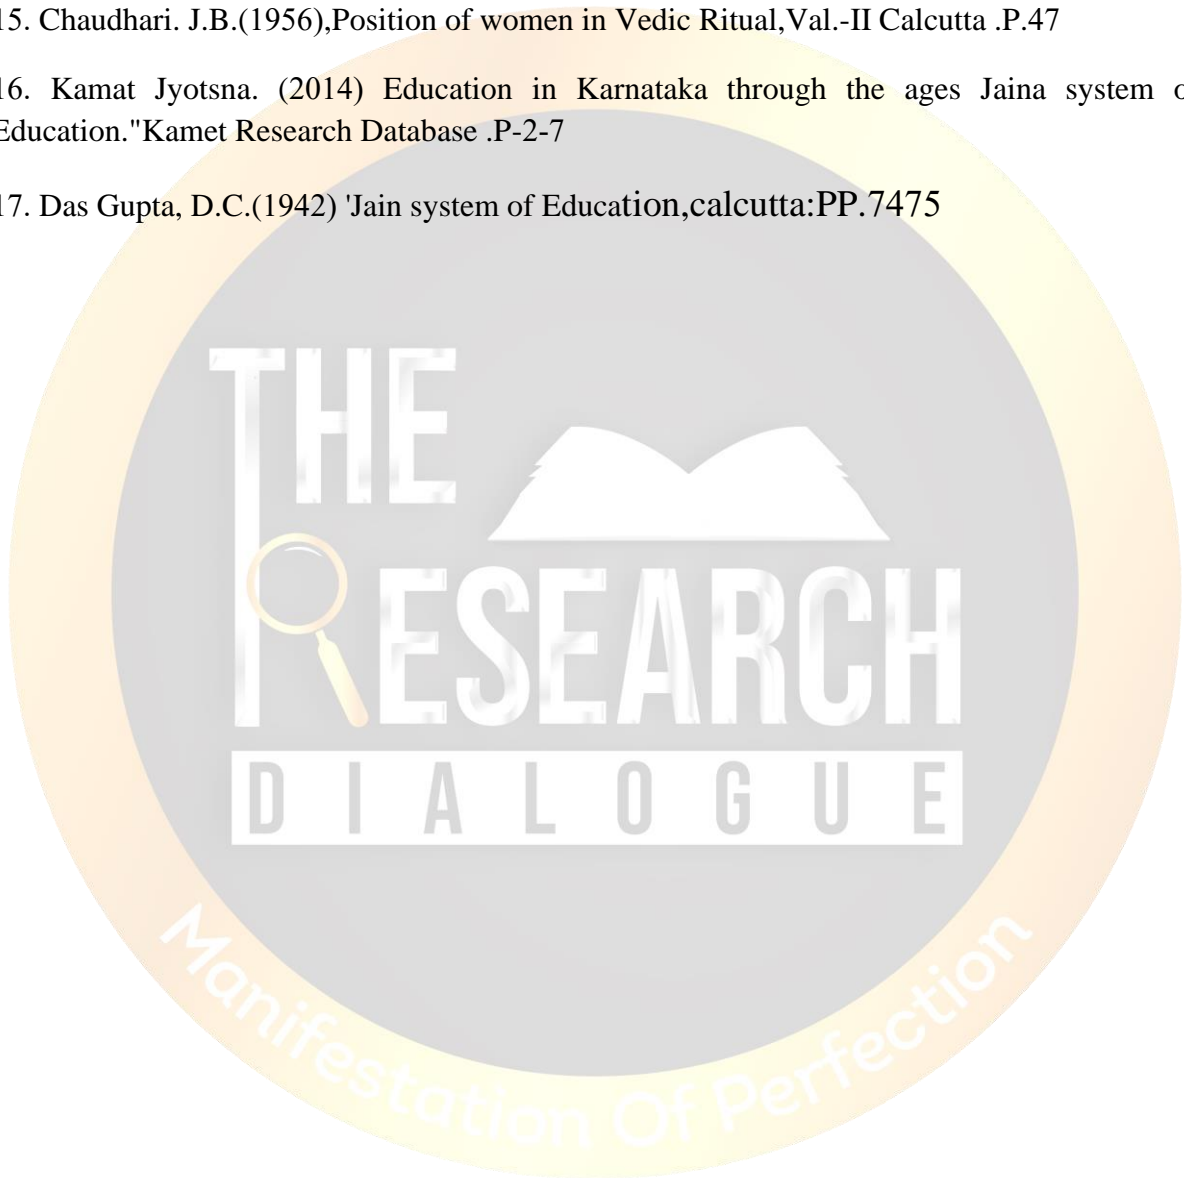 15. Chaudhari. J.B.(1956),Position of women in Vedic Ritual,Val.-II Calcutta .P.47
16. Kamat Jyotsna. (2014) Education in Karnataka through the ages Jaina system o
Education."Kamet Research Database .P-2-7
17. Das Gupta, D.C.(1942) 'Jain system of Education,calcutta:PP.7475
THE
RESEARCH
DIALOGUE
Manifestation Of Perfection